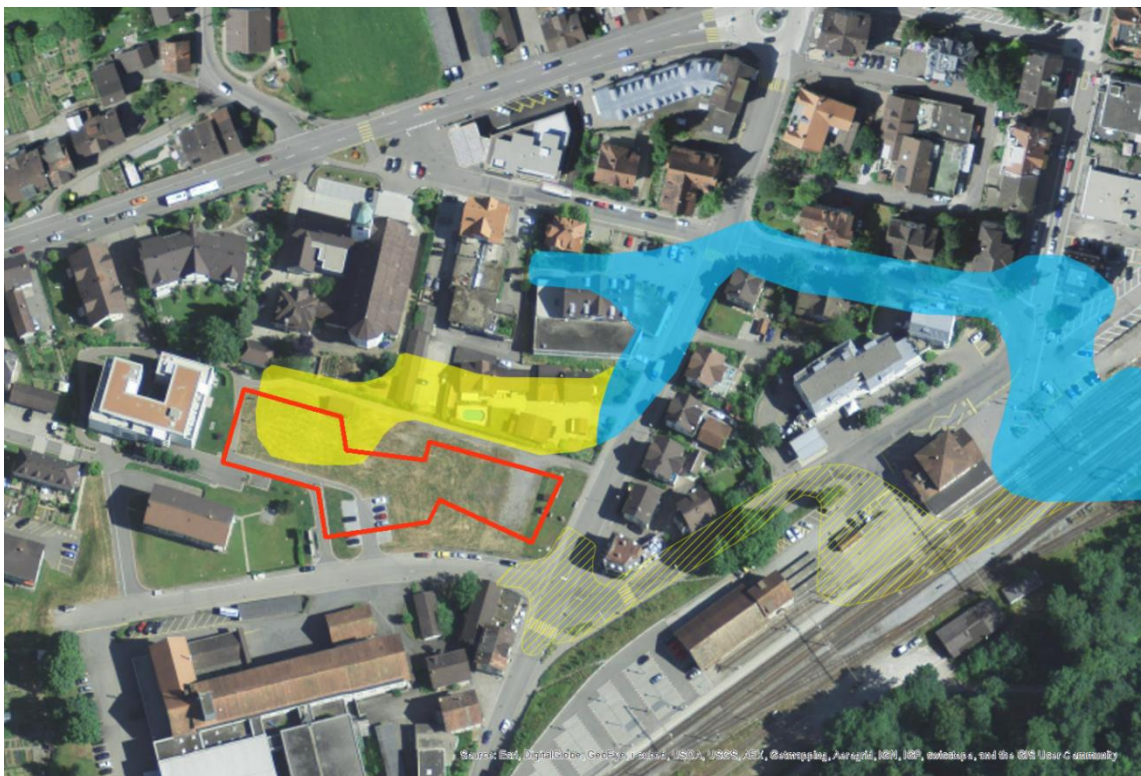 Source: Esri, DigitalGlobe, GeoEye, i-cubed, USDA, USGS, AEX, Getmapping, Aerogrid, IGN, IGP, swisstopo, and the GIS User Community